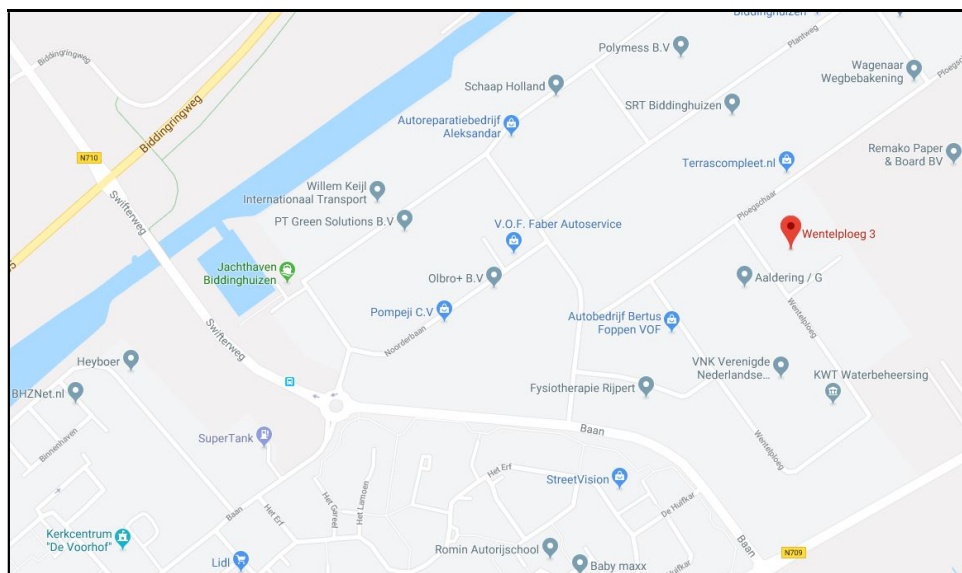 Biddinghuizen
Plantweg
Ploegschaar
Polymess B.V
Wagenaar
Wegbebakening
Biddingringweg
Schaap Holland
SRT Biddinghuizen
Biddingringweg
Autoreparatiebedrijf
Aleksandar
N710
Terrascompleet.nl
Remako Paper
& Board BV
Swifterweg
Willem Keijl
Internationaal Transport
PT Green Solutions B.V
V.O.F. Faber Autoservice
Ploegschaar
Wentelploeg 3
Jachthaven
Biddinghuizen
Olbro+ B.V
Aaldering / G
Pompeji C.V
Autobedrijf Bertus
Foppen VOF
Wentelploeg
Swifterweg
Noorderbaan
Heyboer
VNK Verenigde
Nederlandse...
KWT Waterbeheersing
BHZNet.nl
Fysiotherapie Rijpert
Binnenhaven
SuperTank
Baan
Wentelploeg
Het Erf
StreetVision
Baan
Het Erf
Het Gareel
Het Lamoen
De Huifkar
Kerkcentrum
"De Voorhof"
Lidl
Romin Autorijschool
Baby maxx
De Huifkar
Baan
N709